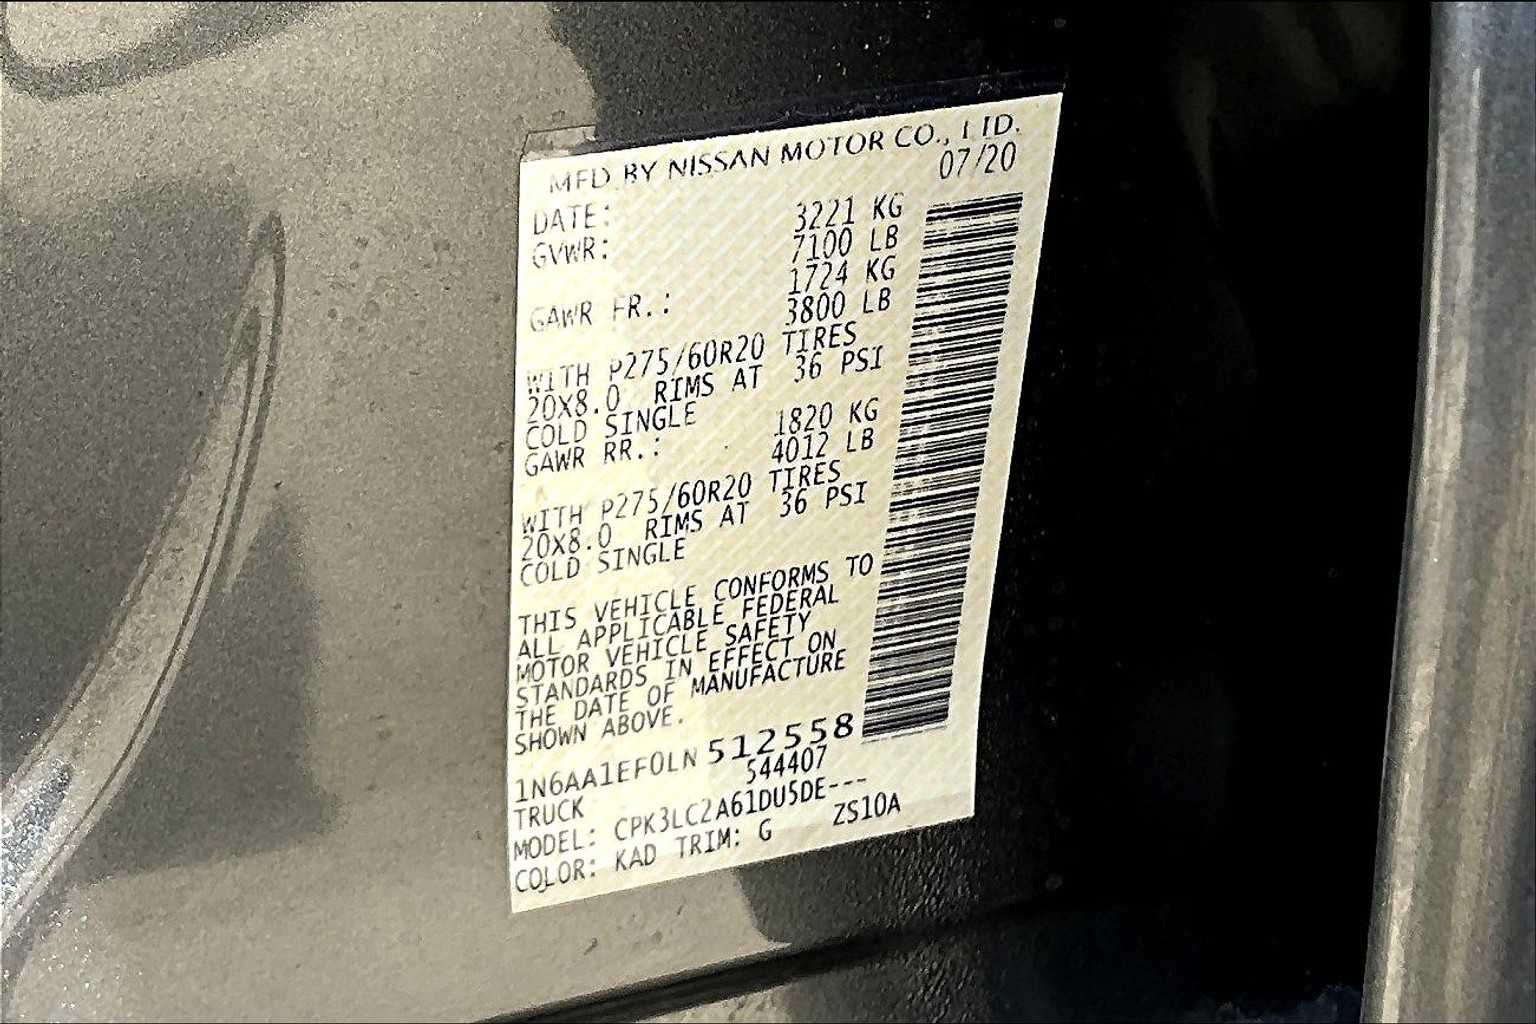 MFD BY NISSAN MOTOR CO., LTD.
DATE: 07/20
GVWR: 3221 KG
7100 LB
GAWR FR.: 1724 KG
3800 LB
WITH P275/60R20 TIRES
20X8.0 RIMS AT 36 PSI
COLD SINGLE
GAWR RR.: 1820 KG
4012 LB
WITH P275/60R20 TIRES
20X8.0 RIMS AT 36 PSI
COLD SINGLE
THIS VEHICLE CONFORMS TO
ALL APPLICABLE FEDERAL
MOTOR VEHICLE SAFETY
STANDARDS IN EFFECT ON
THE DATE OF MANUFACTURE
SHOWN ABOVE.
1N6AA1EF0LN 512558
TRUCK 544407
MODEL: CPK3LC2A61DU5DE---
COLOR: KAD TRIM: G ZS10A